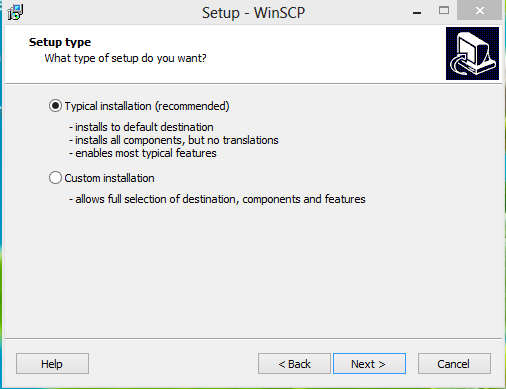 Setup - WinSCP
Setup type
What type of setup do you want?
Typical installation (recommended)
- installs to default destination
- installs all components, but no translations
- enables most typical features
Custom installation
- allows full selection of destination, components and features
Help
< Back
Next >
Cancel